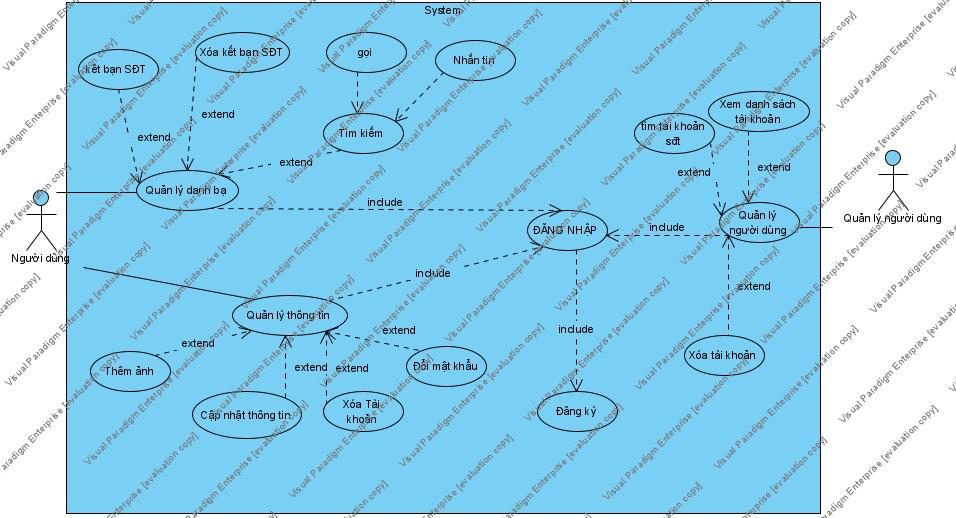 System
kết bạn SĐT
Xóa kết bạn SĐT
gọi
Nhắn tin
Tìm kiếm
tìm tài khoản
sđt
Xem danh sách
tài khoản
extend
extend
extend
extend
extend
Quản lý danh bạ
Quản lý
người dùng
Quản lý người dùng
Người dùng
include
ĐĂNG NHẬP
include
include
extend
Quản lý thông tin
extend
extend
include
extend
extend
Thêm ảnh
Đổi mật khẩu
Xóa tài khoản
Cập nhật thông tin
Xóa Tài
khoản
Đăng ký
Visual Paradigm Enterprise [evaluation copy]